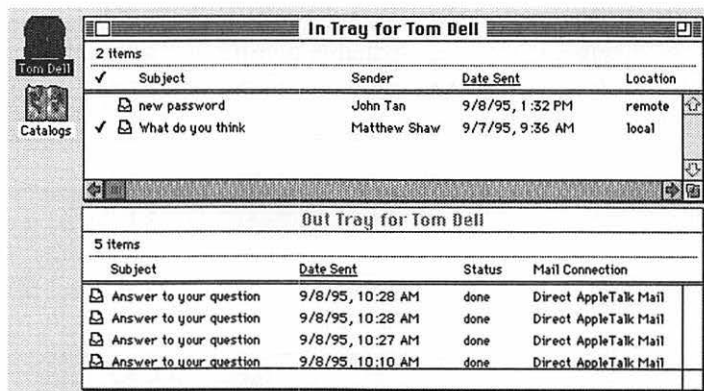 In Tray for Tom Dell
2 items
✓ Subject Sender Date Sent Location
new password John Tan 9/8/95, 1:32 PM remote
✓ What do you think Matthew Shaw 9/7/95, 9:36 AM local
Tom Dell
Catalogs
Out Tray for Tom Dell
5 items
Subject Date Sent Status Mail Connection
Answer to your question 9/8/95, 10:28 AM done Direct AppleTalk Mail
Answer to your question 9/8/95, 10:28 AM done Direct AppleTalk Mail
Answer to your question 9/8/95, 10:27 AM done Direct AppleTalk Mail
Answer to your question 9/8/95, 10:10 AM done Direct AppleTalk Mail